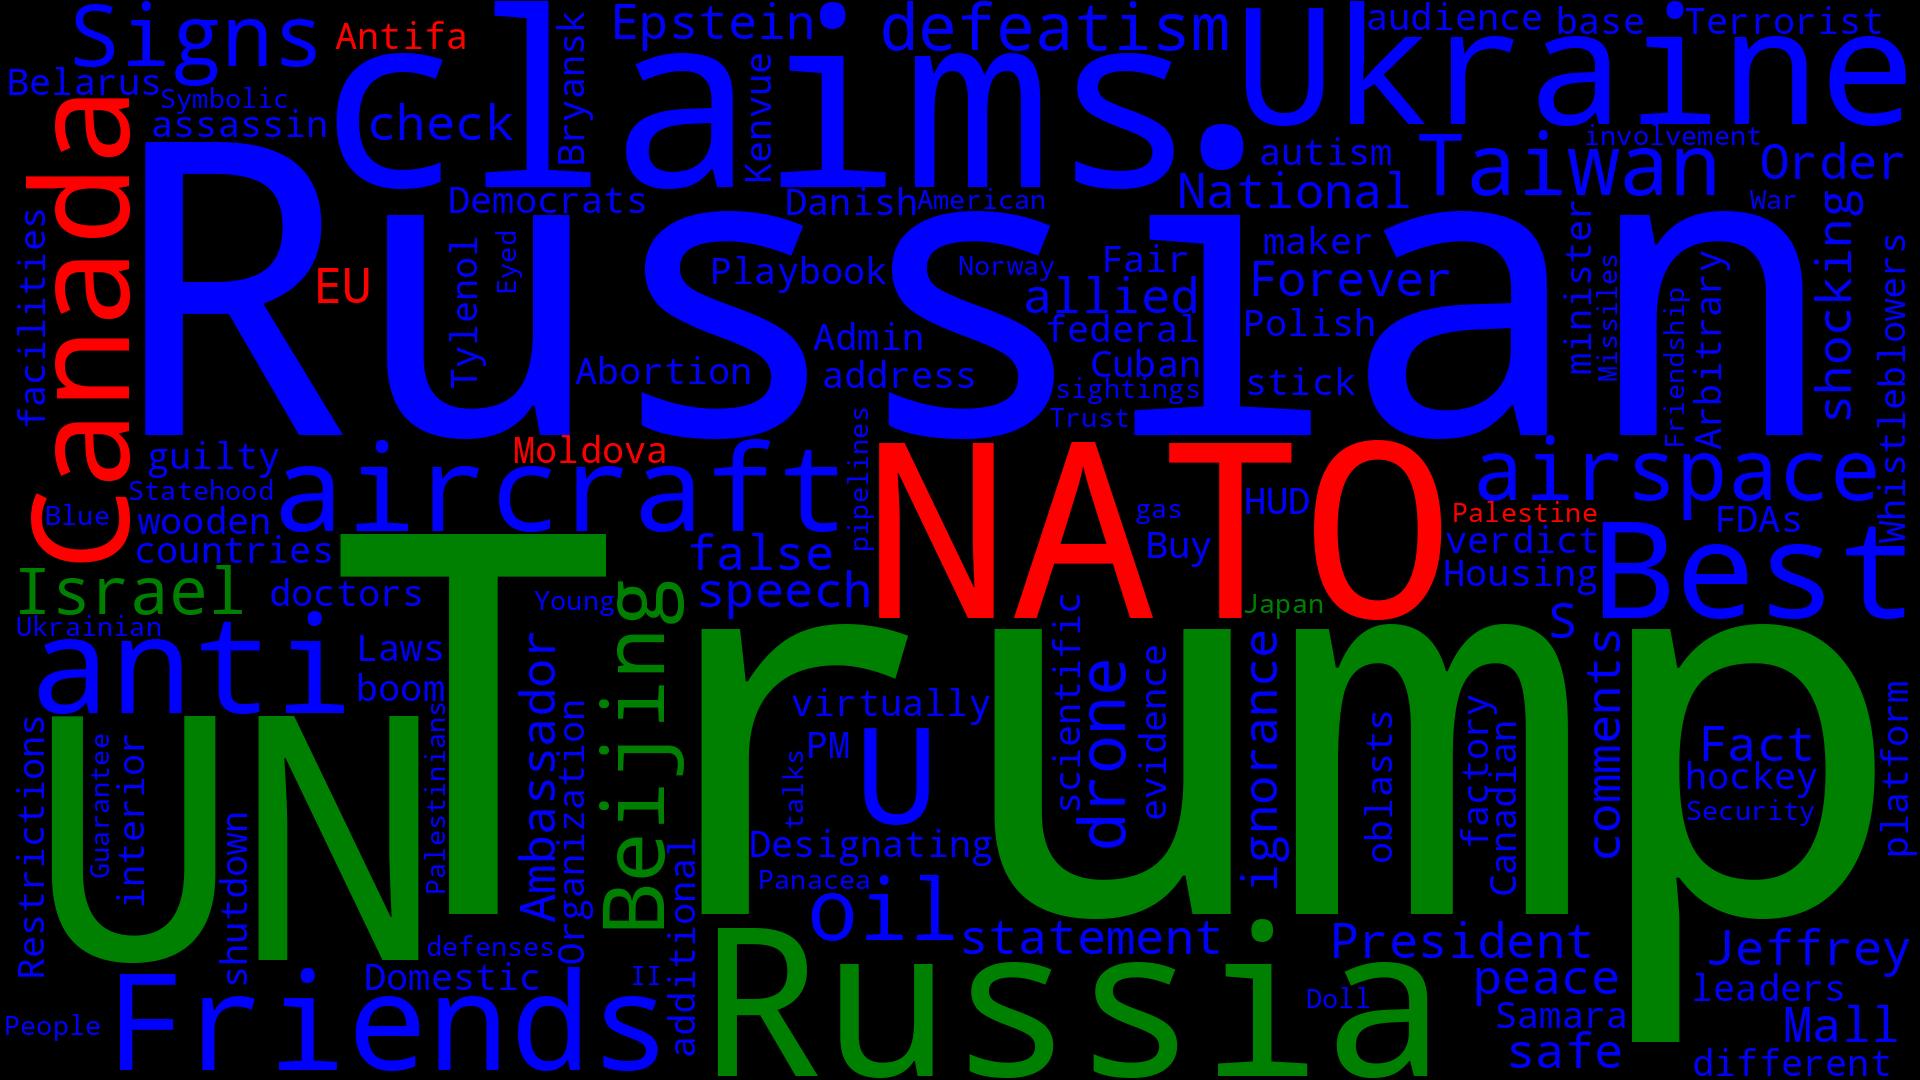 Signs
Antifa
Epstein
defeatism
Ukraine
audience
base
Terrorist
Belarus
Symbolic
assassin
claims.
check
Bryansk
Kenvue
Canada
Russian
Democrats
Danish
American
autism
National
Taiwan
involvement
Order
War
facilities
EU
Tylenol
Eyed
Playbook
Norway
Fair
allied
maker
Forever
minister
Missiles
Friendship
Arbitrary
shocking
Whistleblowers
Abortion
Admin
address
federal
Cuban
sightings
Trust
Polish
stick
guilty
Statehood
Blue
wooden
countries
aircraft
Moldova
pipelines
NATO
gas
Buy
HUD
airspace
Palestine
verdict
Housing
FDAs
Best
Israel
doctors
false
speech
Young
Japan
S
Ukrainian
anti
Laws
boom
Trump
Beijing
Ambassador
Organization
virtually
PM
U
talks
scientific
drone
evidence
ignorance
oblasts
factory
Canadian
comments
Fact
hockey
Security
platform
UN
Restrictions
Guarantee
interior
shutdown
Palestinians
Designating
Panacea
oil
additional
statement
President
Jeffrey
defenses
Domestic
II
Friends
People
Russia
Doll
peace
leaders
Samara
Mall
safe
different